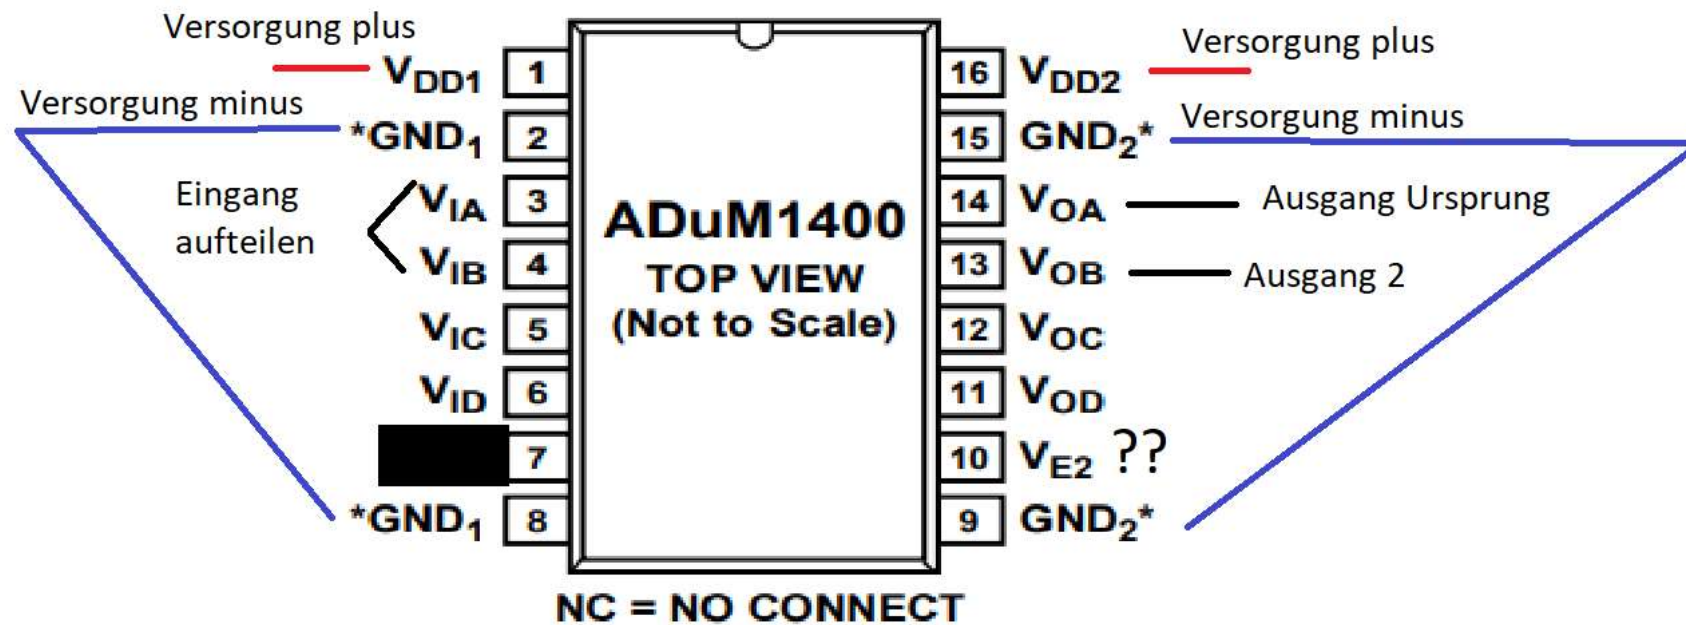 Versorgung plus
VDD1 1
Versorgung minus
*GND1 2
Eingang
aufteilen
VIA 3
VIB 4
VIC 5
VID 6
7
*GND1 8
ADuM1400
TOP VIEW
(Not to Scale)
Versorgung plus
16 VDD2
Versorgung minus
15 GND2*
14 VOA Ausgang Ursprung
13 VOB Ausgang 2
12 VOC
11 VOD
10 VE2 ??
9 GND2*
NC = NO CONNECT